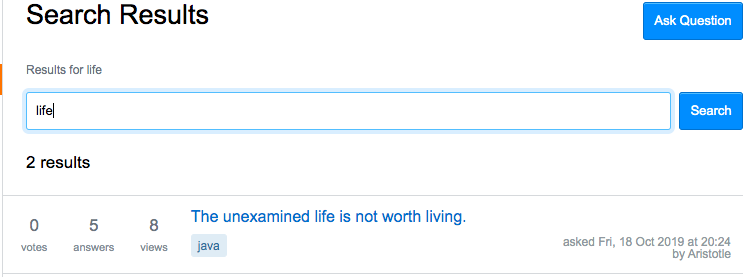 Search Results
Ask Question
Results for life
life
Search
2 results
0 votes
5 answers
8 views
The unexamined life is not worth living.
java
asked Fri, 18 Oct 2019 at 20:24
by Aristotle